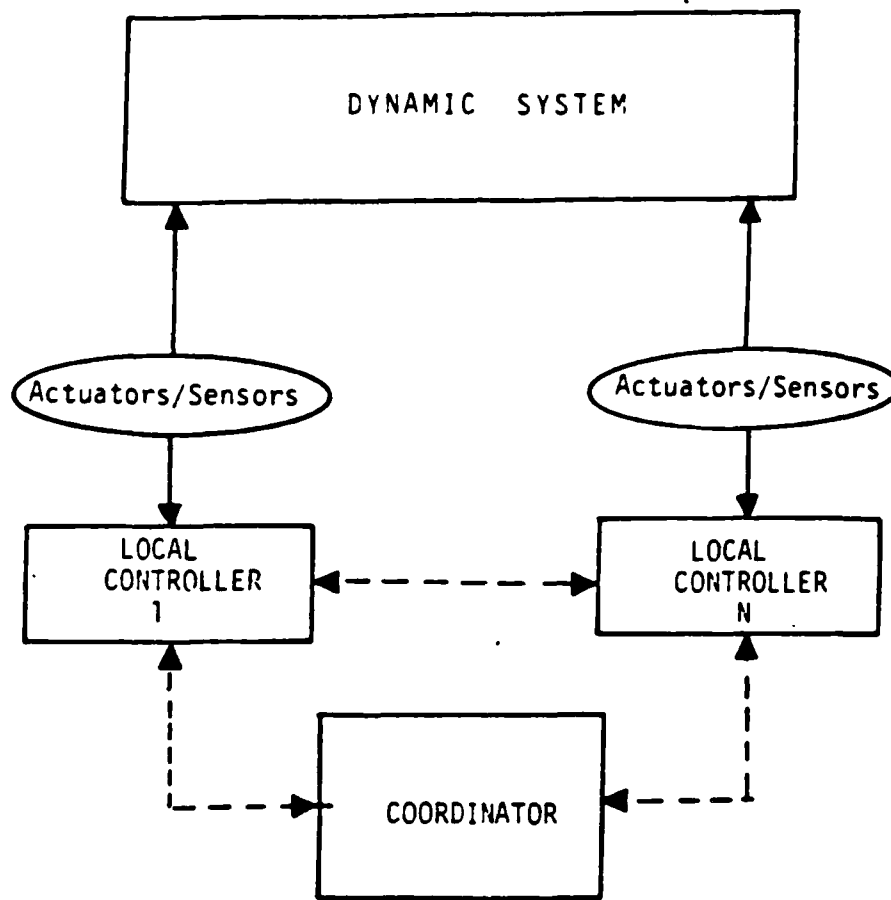 DYNAMIC SYSTEM
Actuators/Sensors
Actuators/Sensors
LOCAL
CONTROLLER
1
LOCAL
CONTROLLER
N
COORDINATOR